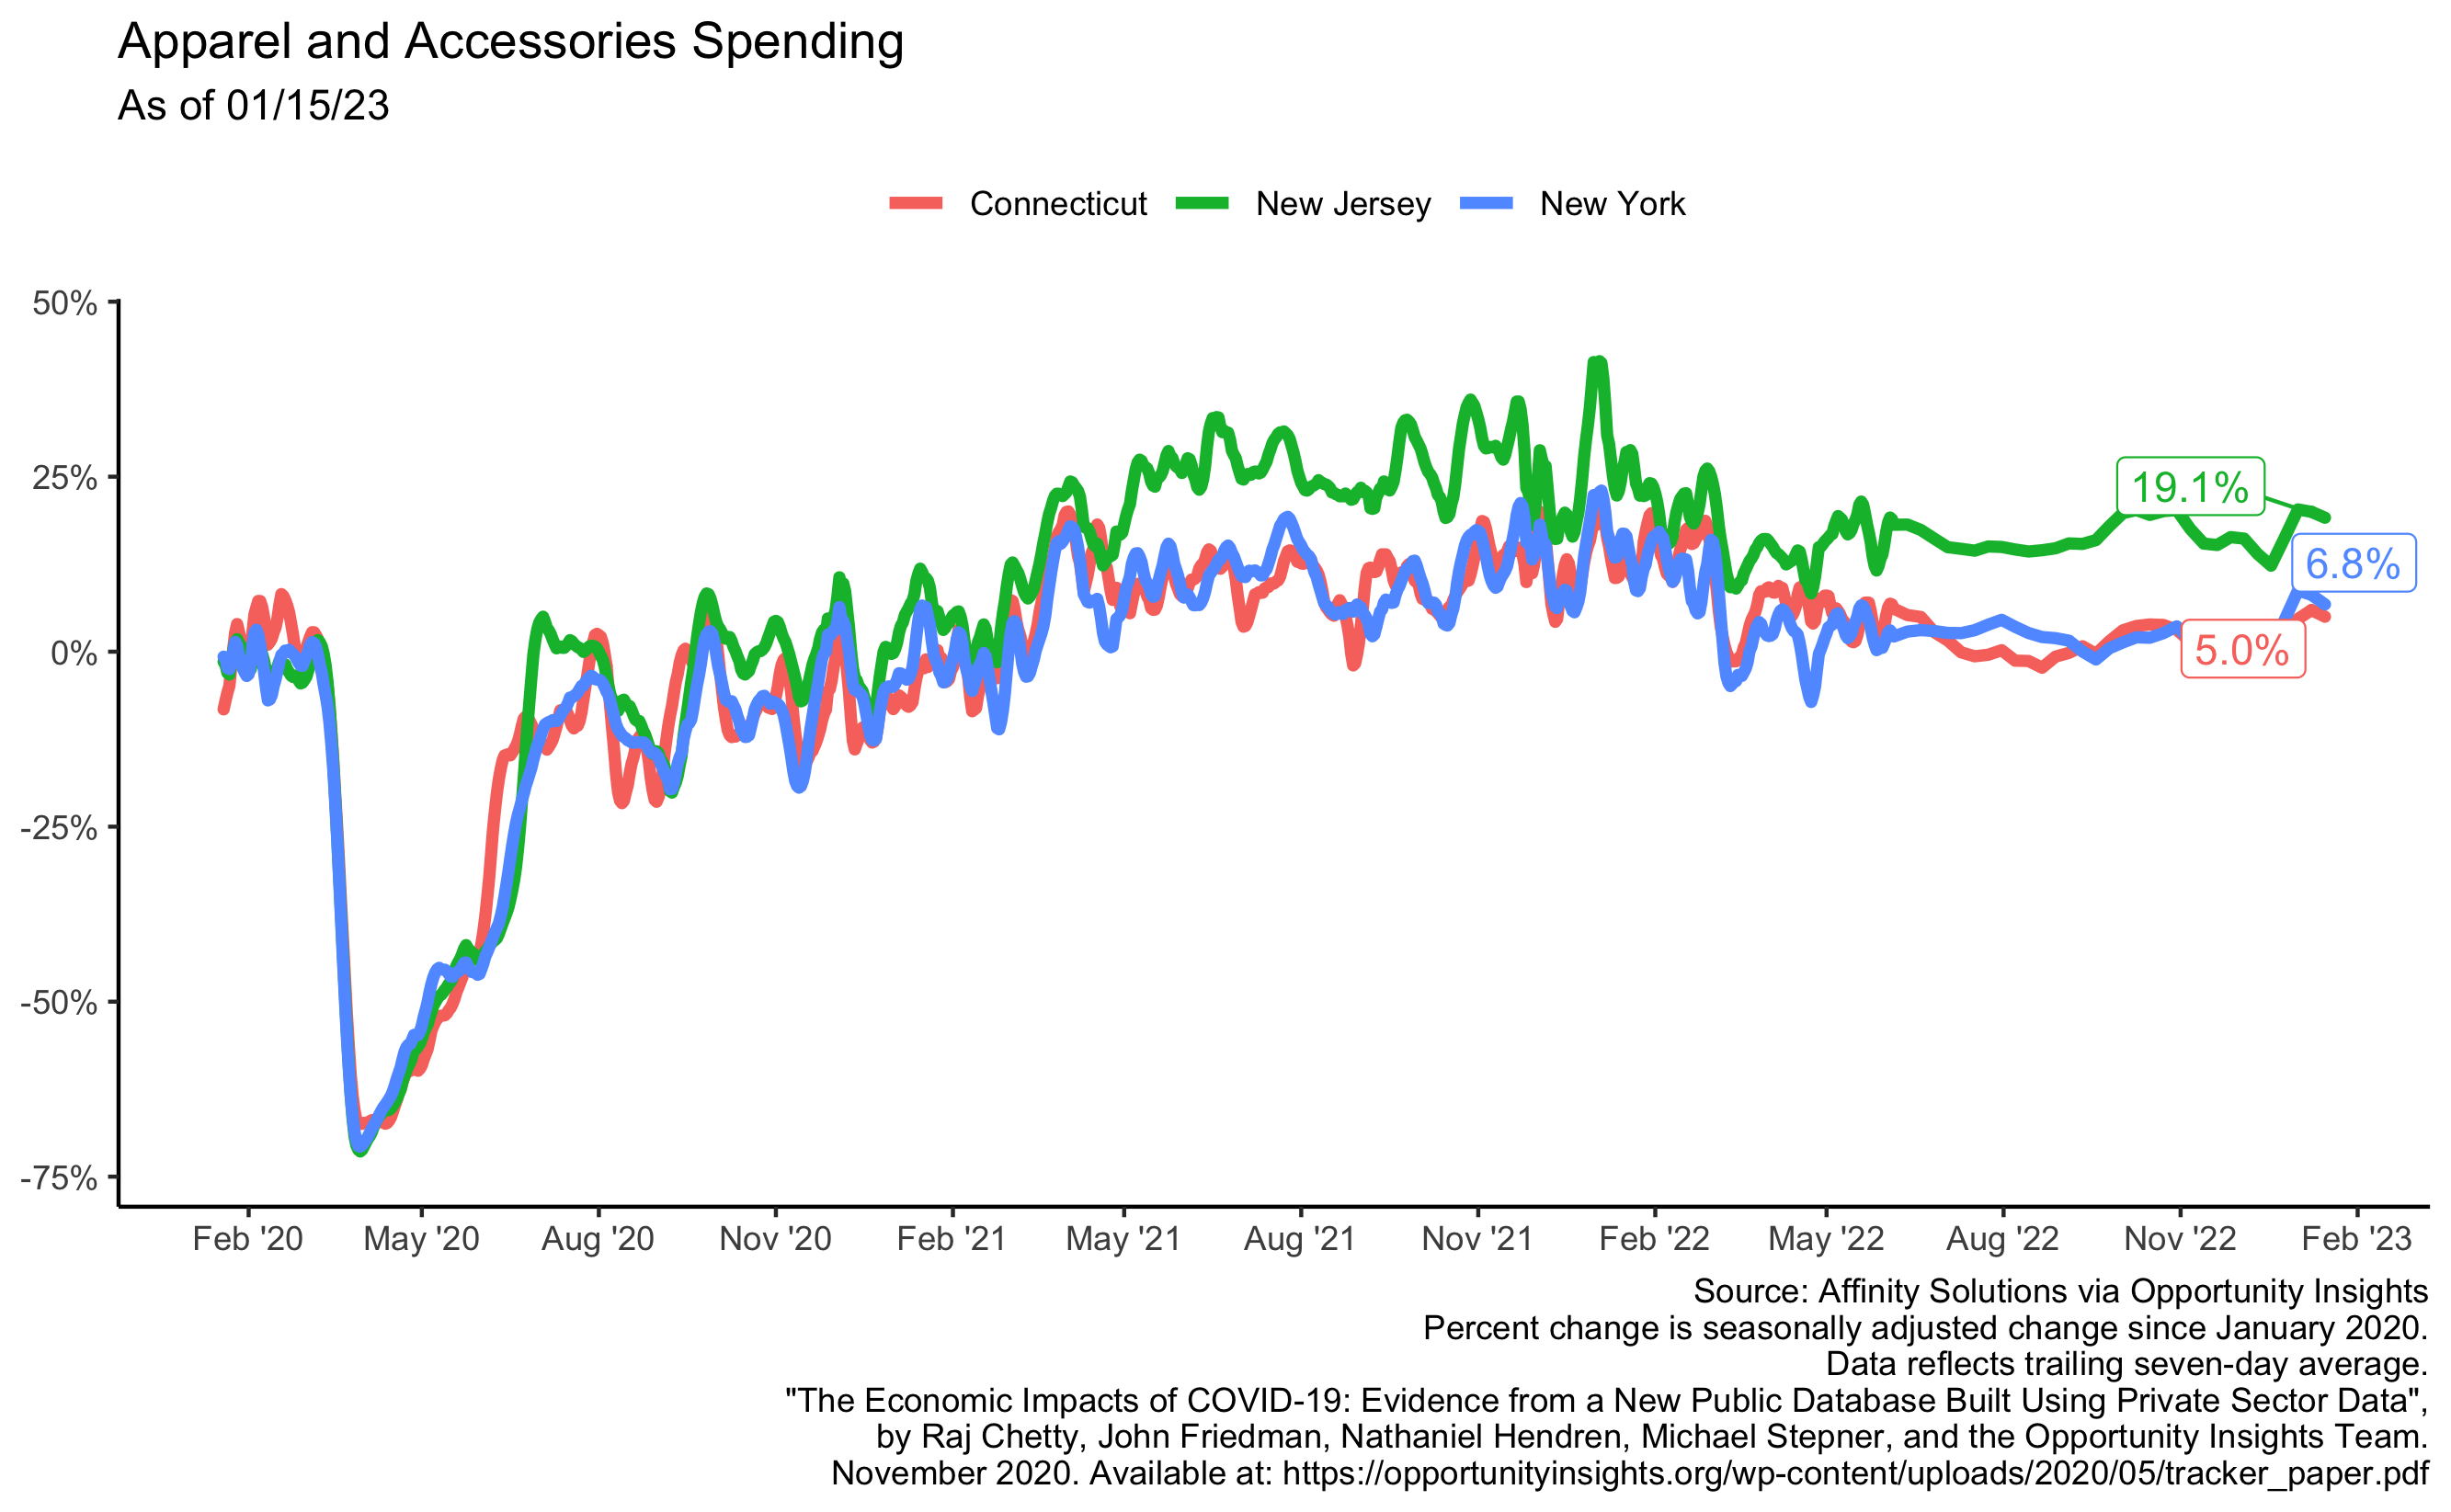 Apparel and Accessories Spending
As of 01/15/23
Connecticut New Jersey New York
50%
25%
0%
-25%
-50%
-75%
19.1%
6.8%
5.0%
Feb '20 May '20 Aug '20 Nov '20 Feb '21 May '21 Aug '21 Nov '21 Feb '22 May '22 Aug '22 Nov '22 Feb '23
Source: Affinity Solutions via Opportunity Insights
Percent change is seasonally adjusted change since January 2020.
Data reflects trailing seven-day average.
"The Economic Impacts of COVID-19: Evidence from a New Public Database Built Using Private Sector Data",
by Raj Chetty, John Friedman, Nathaniel Hendren, Michael Stepner, and the Opportunity Insights Team.
November 2020. Available at: https://opportunityinsights.org/wp-content/uploads/2020/05/tracker_paper.pdf